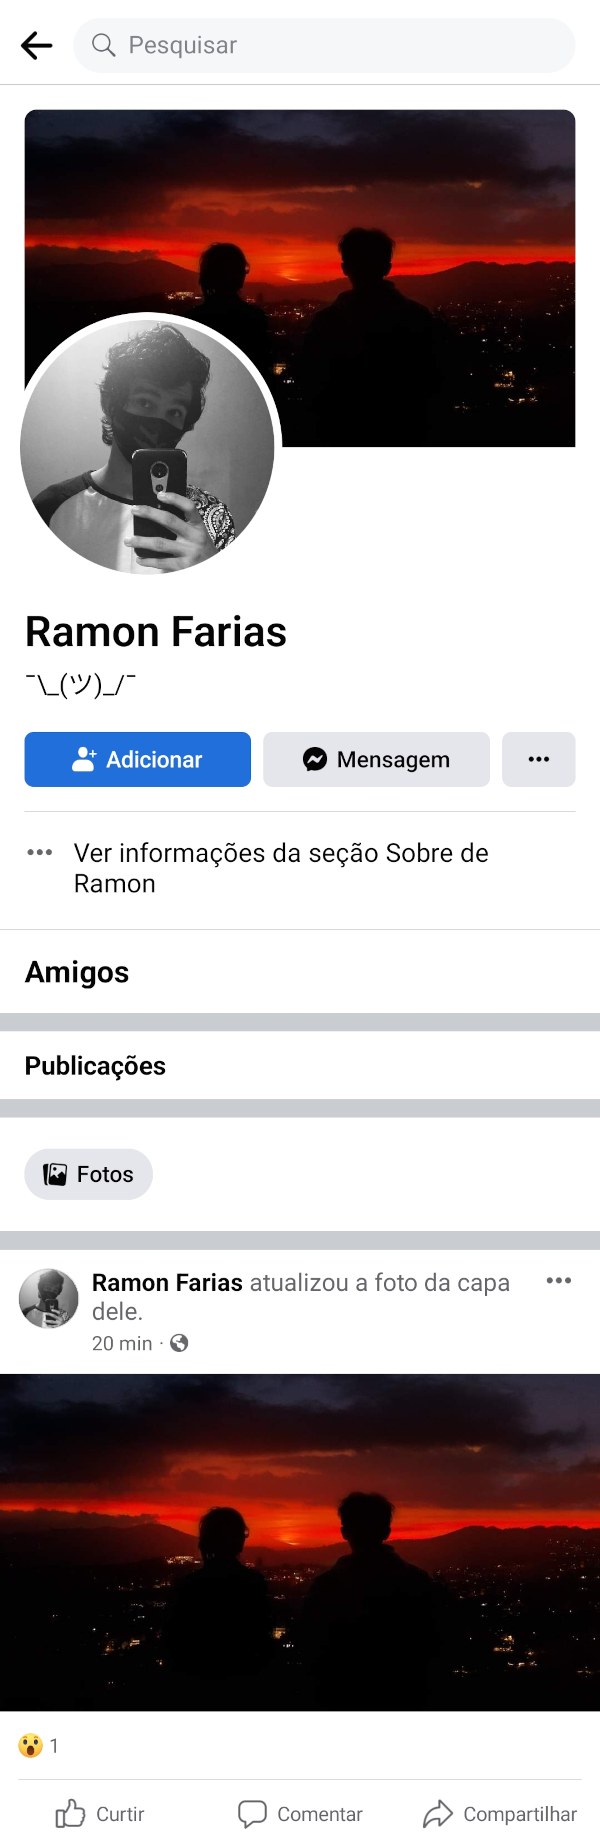 Pesquisar
Ramon Farias
¯\_(ツ)_/¯
Adicionar
Mensagem
Ver informações da seção Sobre de
Ramon
Amigos
Publicações
Fotos
Ramon Farias atualizou a foto da capa
dele.
20 min ·
1
Curtir
Comentar
Compartilhar